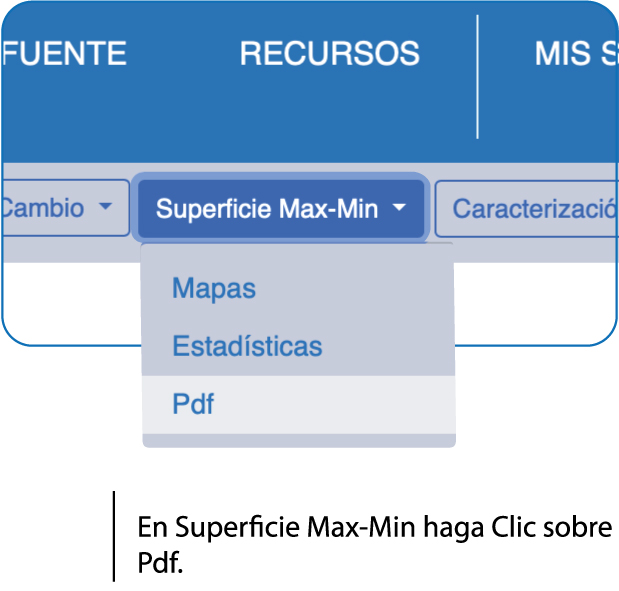 FUENTE RECURSOS MIS S
Cambio Superficie Max-Min Caracterizació
Mapas
Estadísticas
Pdf
En Superficie Max-Min haga Clic sobre
Pdf.